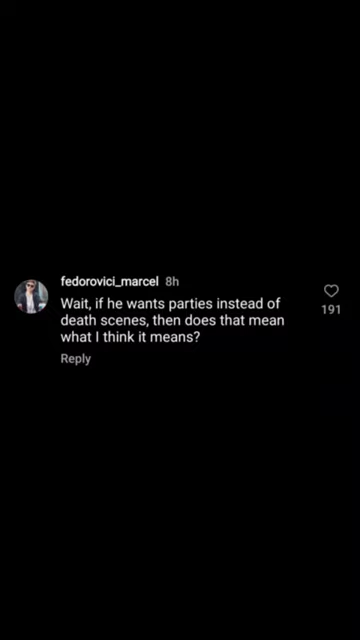 fedorovici_marcel 8h
Wait, if he wants parties instead of
death scenes, then does that mean
what I think it means?
191
Reply